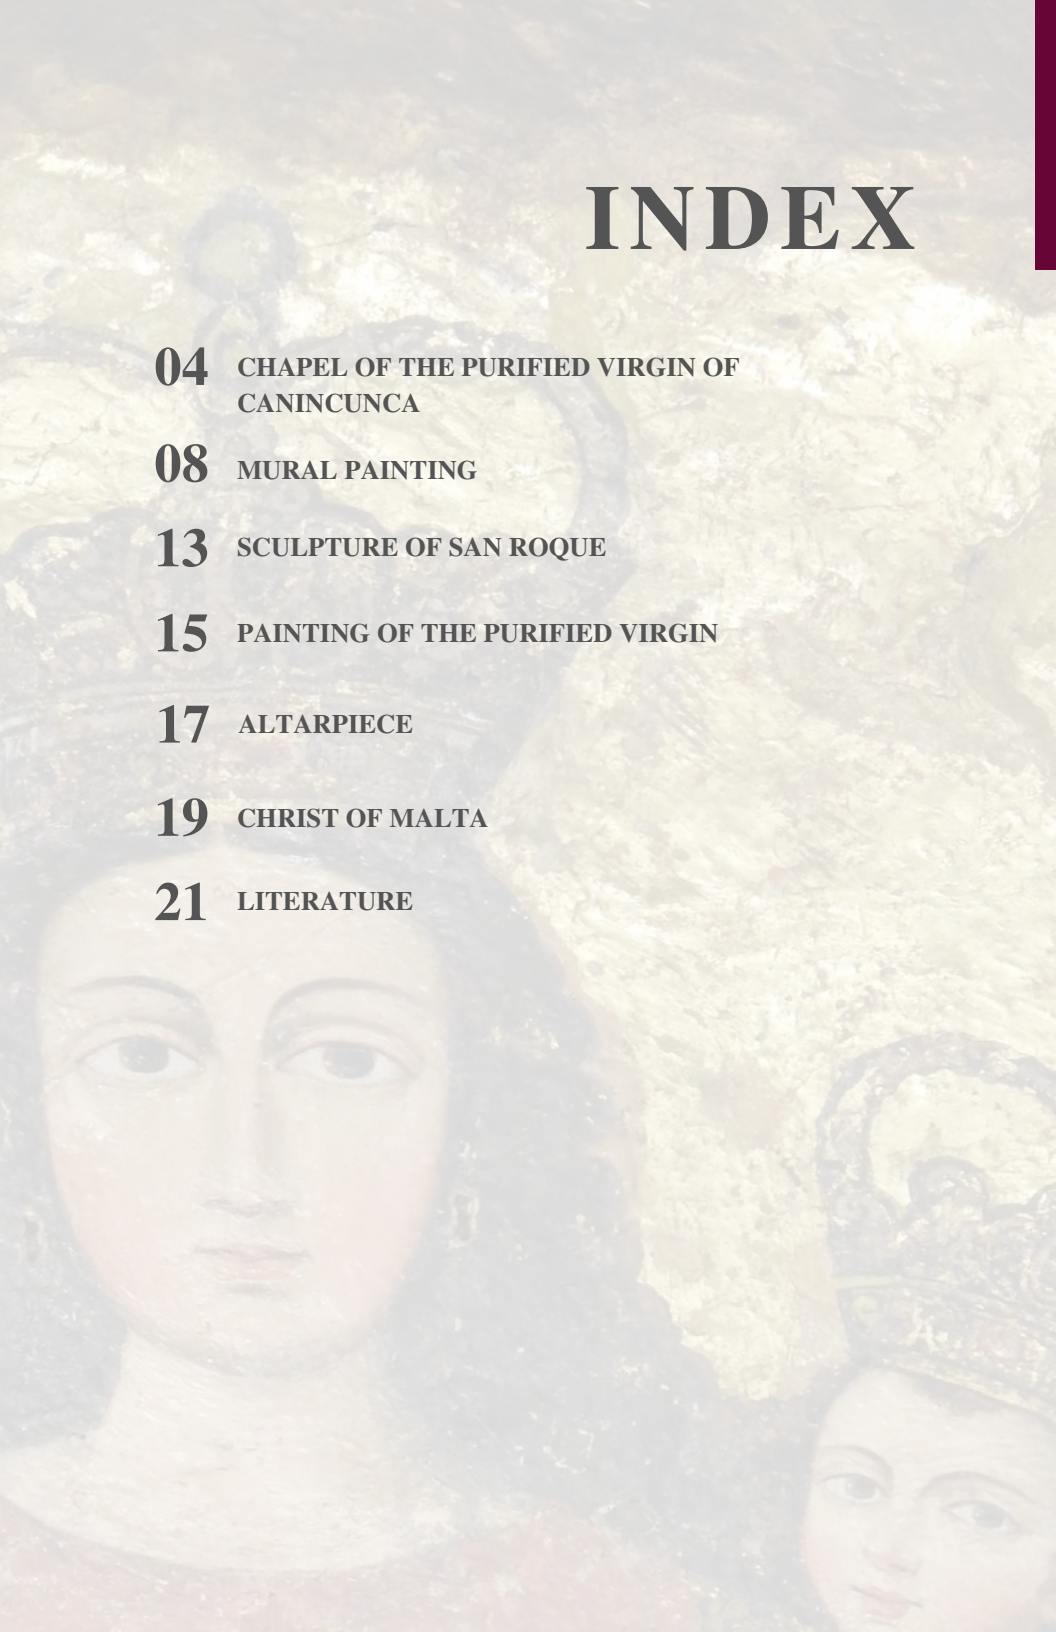 INDEX
04 CHAPEL OF THE PURIFIED VIRGIN OF
CANINCUNCA
08 MURAL PAINTING
13 SCULPTURE OF SAN ROQUE
15 PAINTING OF THE PURIFIED VIRGIN
17 ALTARPIECE
19 CHRIST OF MALTA
21 LITERATURE